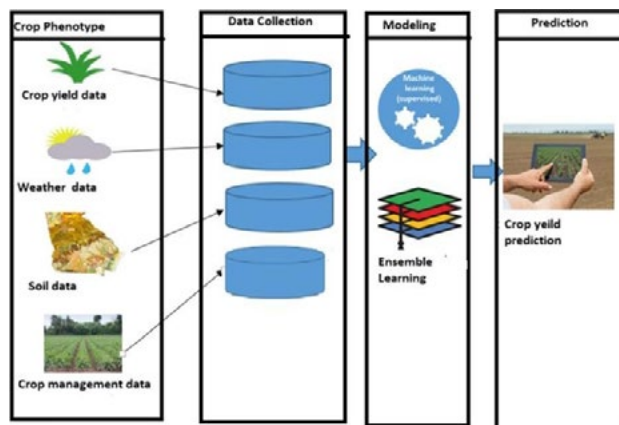 Crop Phenotype
Crop yield data
Weather data
Soil data
Crop management data
Data Collection
Modeling
Machine
learning
(supervised)
Ensemble
Learning
Prediction
Crop yeild
prediction